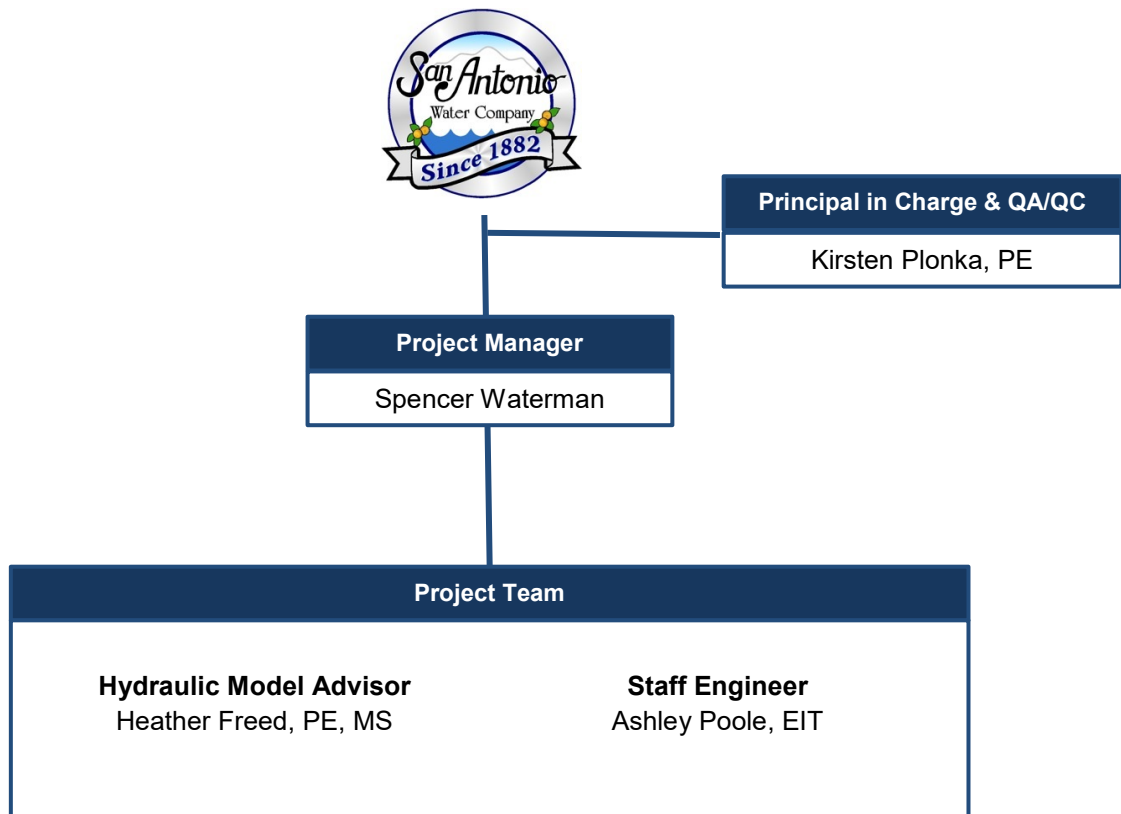 San Antonio
Water Company
Since 1882
Principal in Charge & QA/QC
Kirsten Plonka, PE
Project Manager
Spencer Waterman
Project Team
Hydraulic Model Advisor
Heather Freed, PE, MS
Staff Engineer
Ashley Poole, EIT